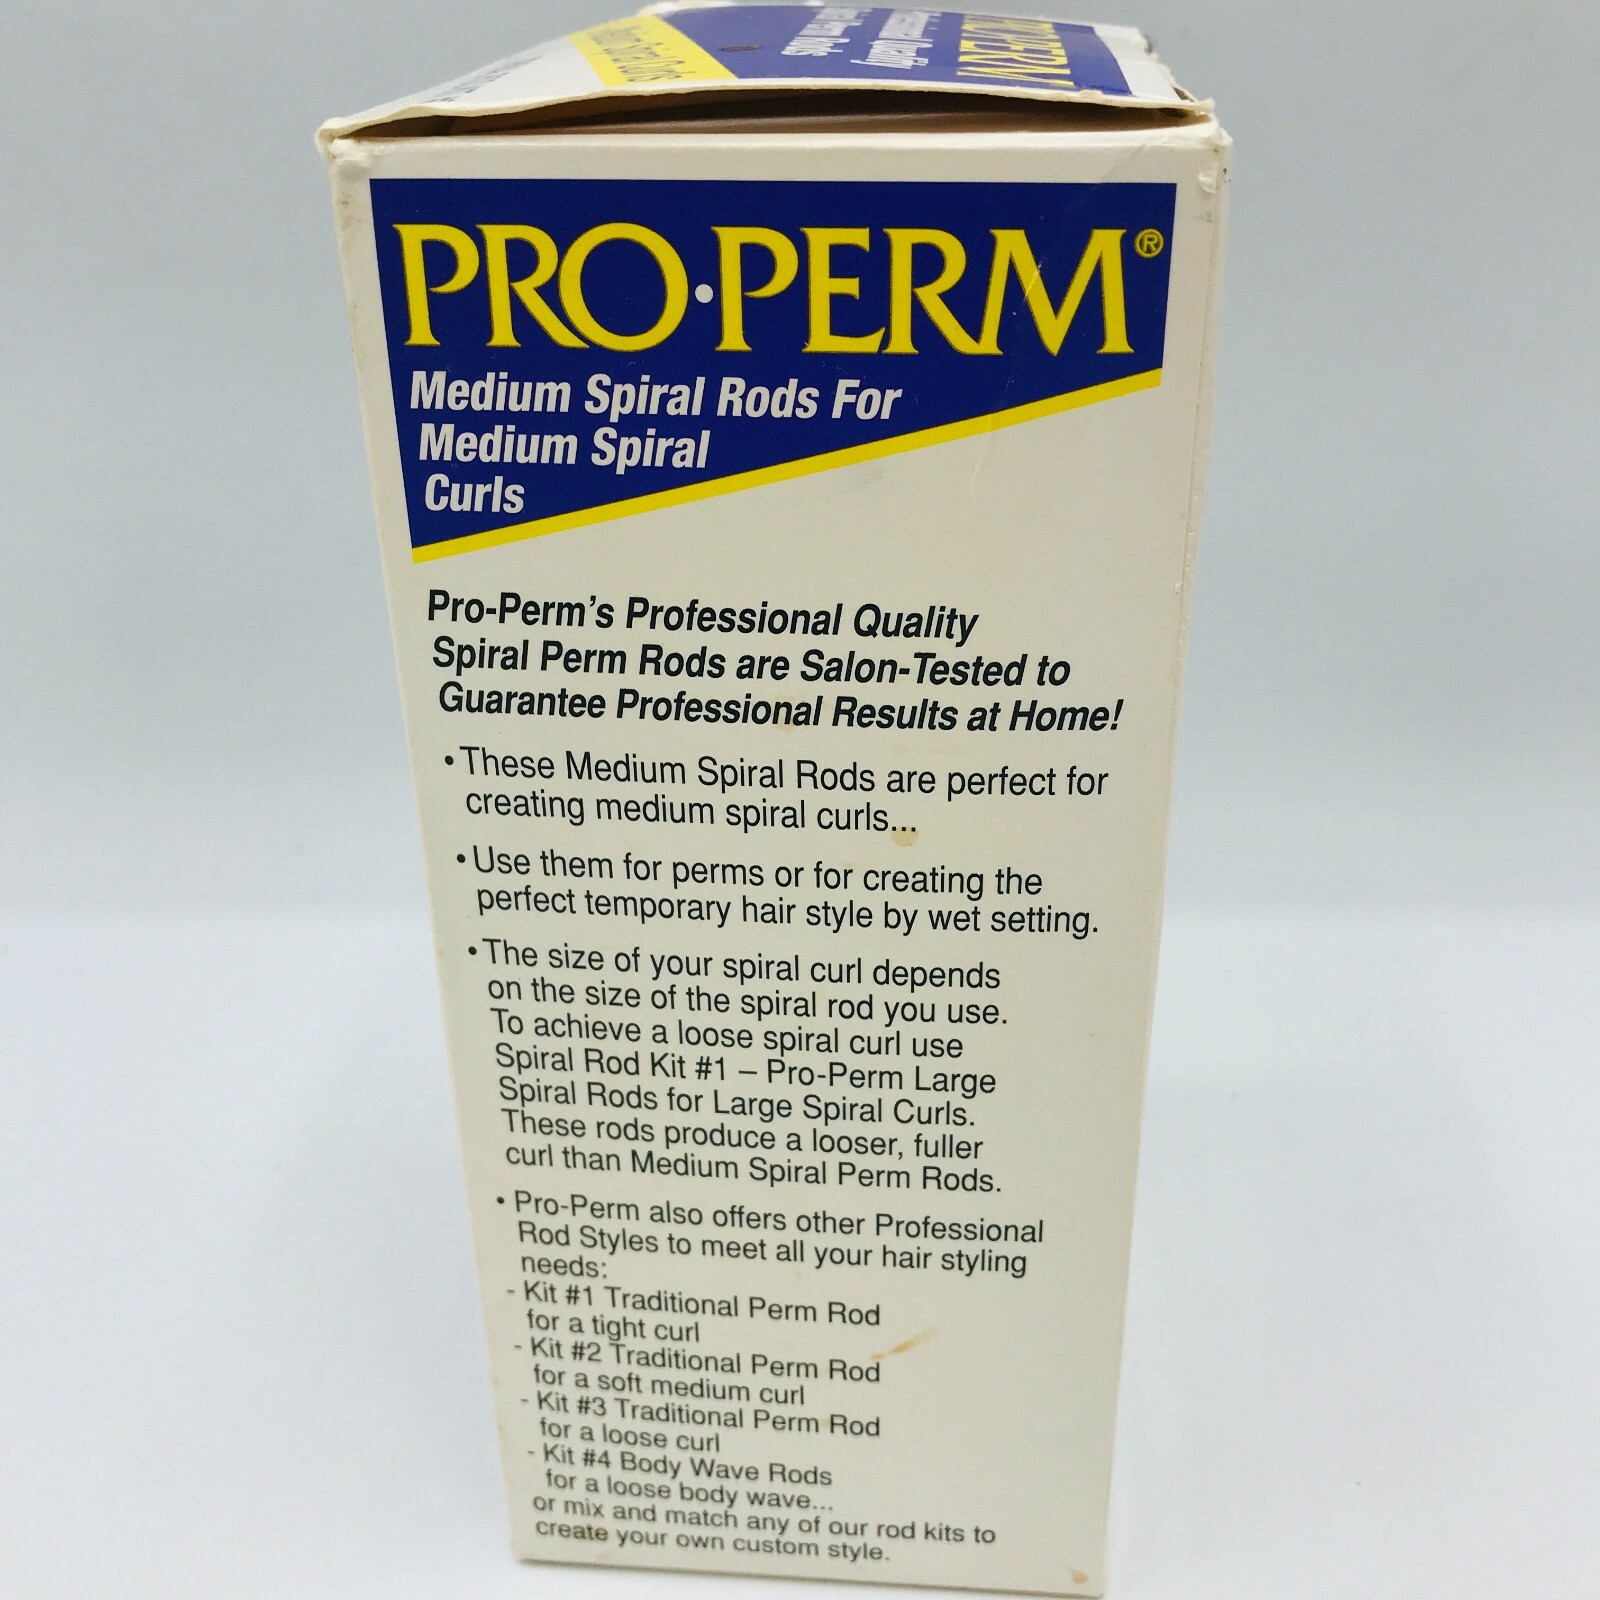 PRO·PERM
PRO·PERM®
Medium Spiral Rods For
Medium Spiral
Curls
Pro-Perm's Professional Quality
Spiral Perm Rods are Salon-Tested to
Guarantee Professional Results at Home!
•These Medium Spiral Rods are perfect for
creating medium spiral curls...
•Use them for perms or for creating the
perfect temporary hair style by wet setting.
•The size of your spiral curl depends
on the size of the spiral rod you use.
To achieve a loose spiral curl use
Spiral Rod Kit #1 – Pro-Perm Large
Spiral Rods for Large Spiral Curls.
These rods produce a looser, fuller
curl than Medium Spiral Perm Rods.
• Pro-Perm also offers other Professional
Rod Styles to meet all your hair styling
needs:
- Kit #1 Traditional Perm Rod
for a tight curl
- Kit #2 Traditional Perm Rod
for a soft medium curl
- Kit #3 Traditional Perm Rod
for a loose curl
- Kit #4 Body Wave Rods
for a loose body wave...
or mix and match any of our rod kits to
create your own custom style.